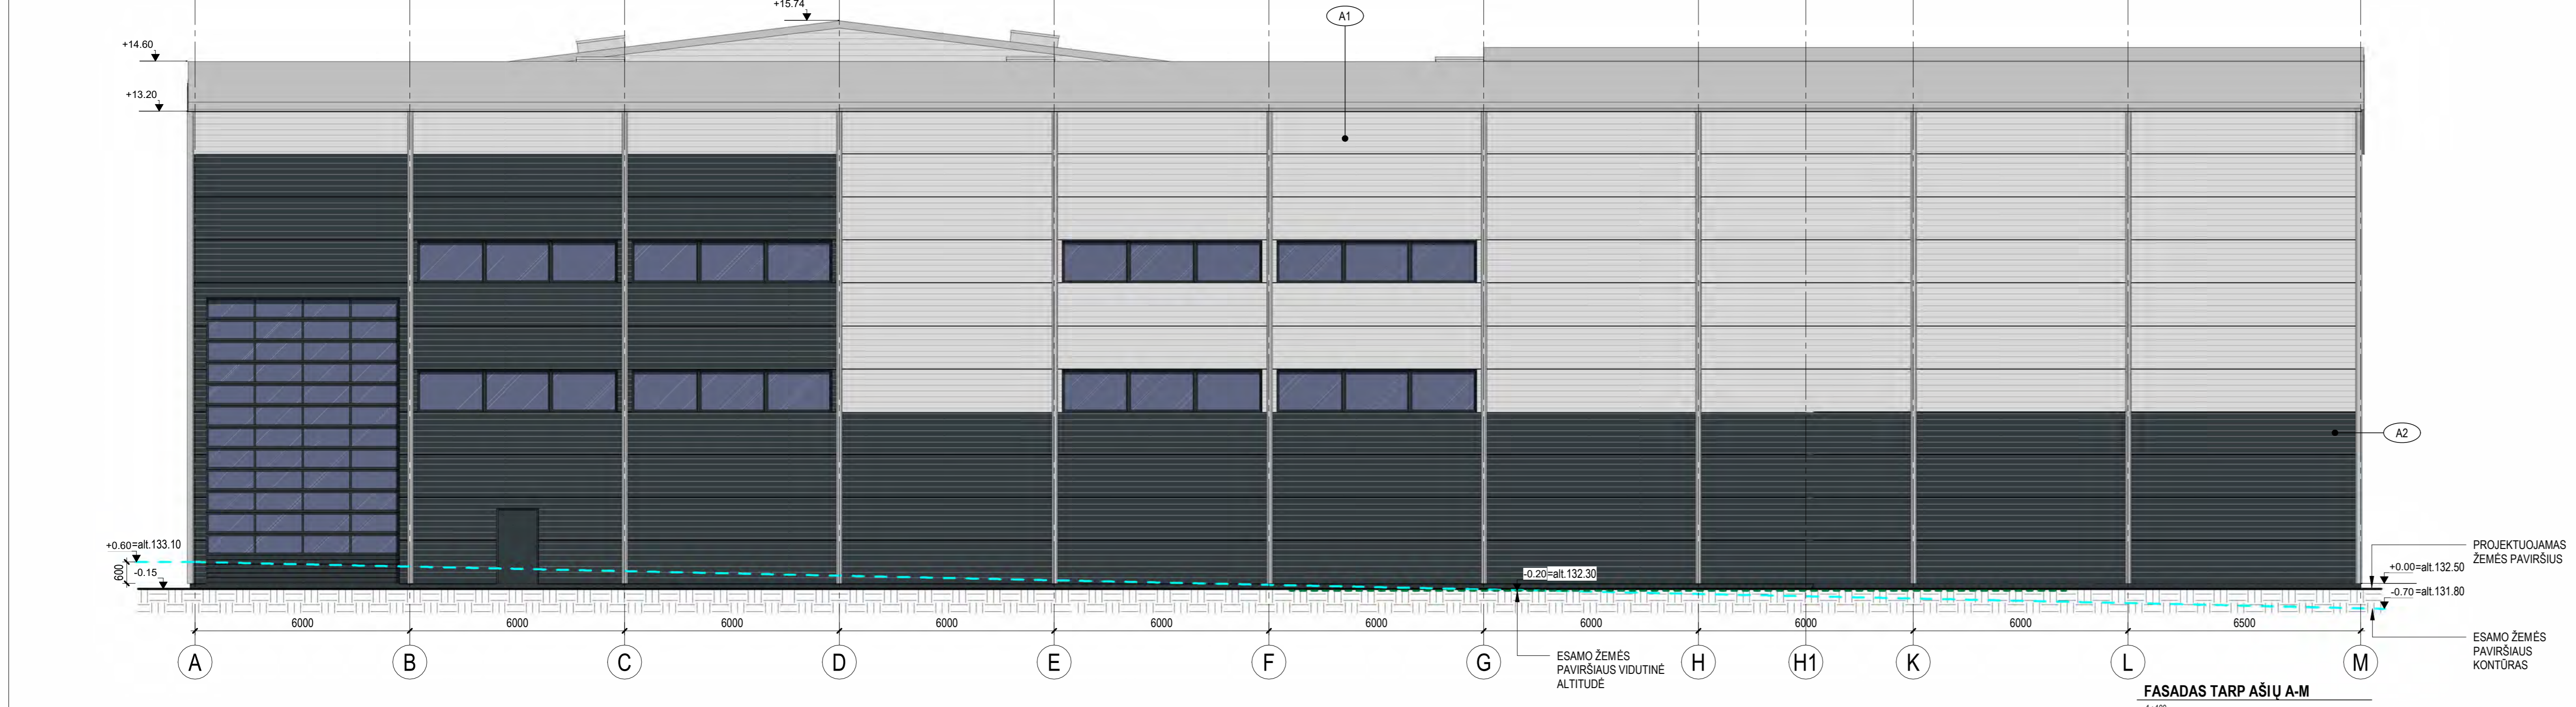 +15.74
A1
+14.60
+13.20
A2
+0.60=alt.133.10
600
-0.15
-0.20=alt.132.30
PROJEKTUOJAMAS
ŽEMĖS PAVIRŠIUS
+0.00=alt.132.50
-0.70=alt.131.80
6000 6000 6000 6000 6000 6000 6000 6000 6000 6500
ESAMO ŽEMĖS
PAVIRŠIAUS
KONTŪRAS
A B C D E F G H H1 K L M
ESAMO ŽEMĖS
PAVIRŠIAUS VIDUTINĖ
ALTITUDĖ
FASADAS TARP AŠIŲ A-M